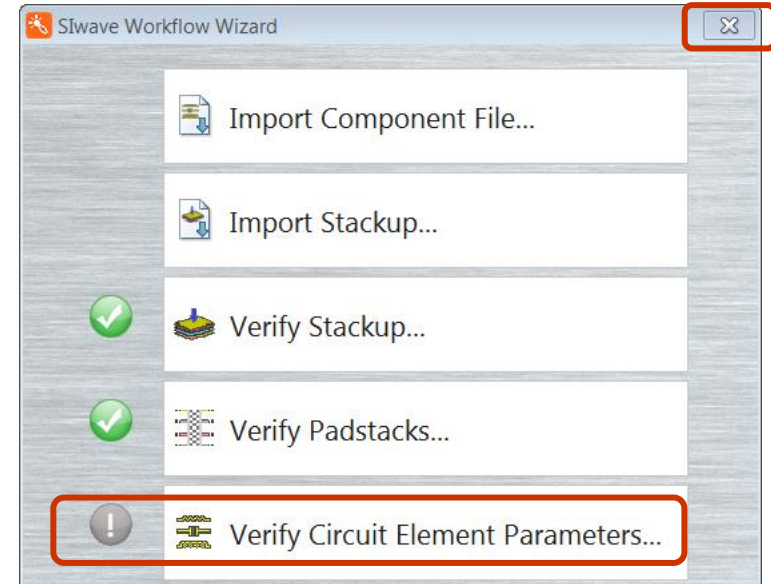 SIwave Workflow Wizard
Import Component File...
Import Stackup...
Verify Stackup...
Verify Padstacks...
Verify Circuit Element Parameters...